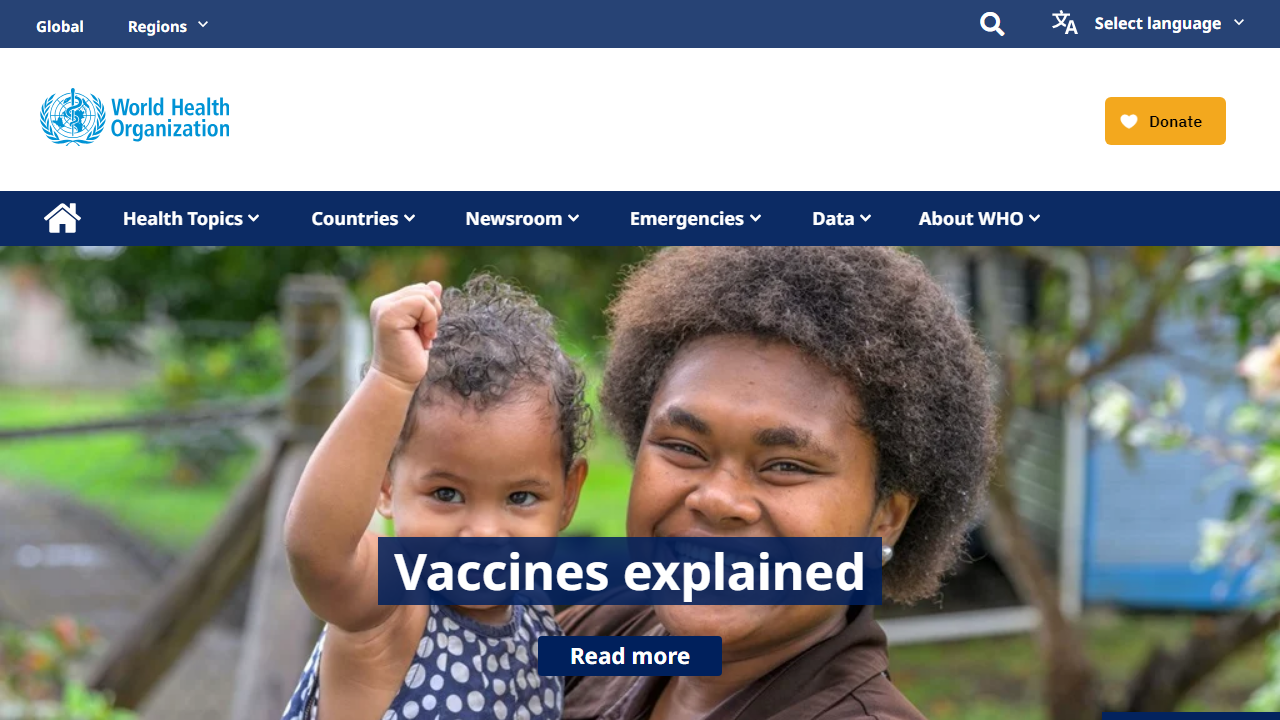 Global
Regions
Select language
World Health
Organization
Donate
Health Topics
Countries
Newsroom
Emergencies
Data
About WHO
Vaccines explained
Read more